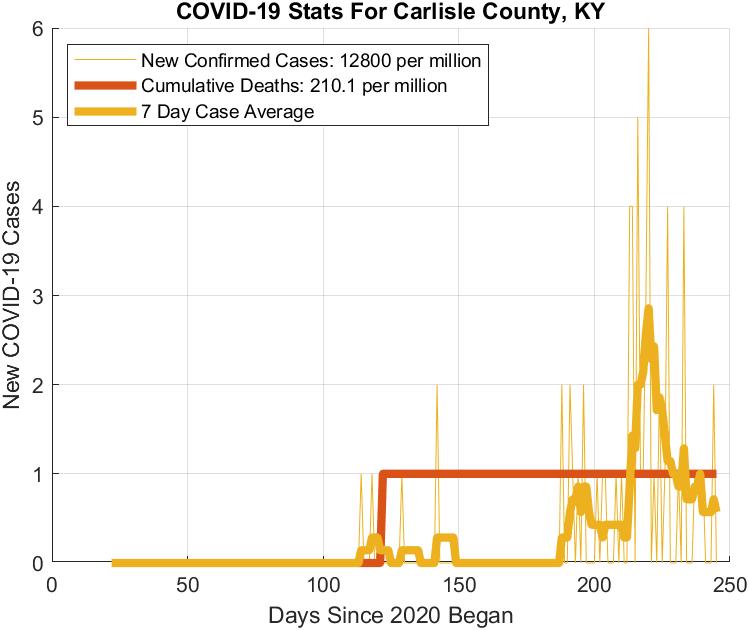 COVID-19 Stats For Carlisle County, KY
New Confirmed Cases: 12800 per million
Cumulative Deaths: 210.1 per million
7 Day Case Average
New COVID-19 Cases
6
5
4
3
2
1
0
0 50 100 150 200 250
Days Since 2020 Began